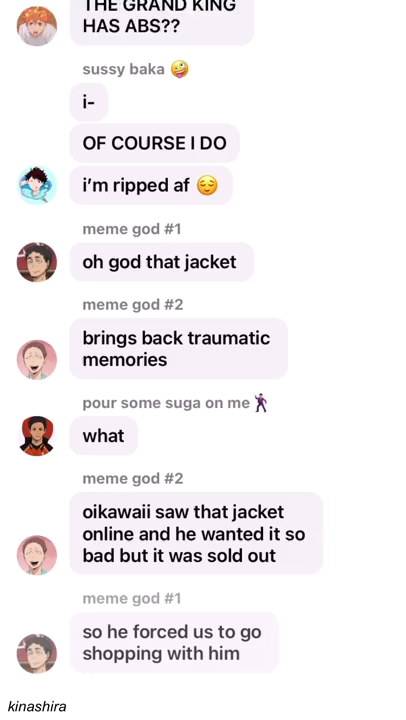 THE GRAND KING
HAS ABS??
sussy baka 🤪
i-
OF COURSE I DO
i’m ripped af 😌
meme god #1
oh god that jacket
meme god #2
brings back traumatic
memories
pour some suga on me 🕺
what
meme god #2
oikawaii saw that jacket
online and he wanted it so
bad but it was sold out
meme god #1
so he forced us to go
shopping with him
kinashira